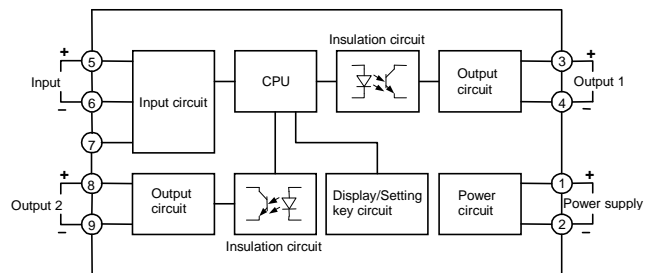 Insulation circuit
+
5
Input
6
−
7
Input circuit
CPU
Output
circuit
3
+
Output 1
4
−
+
8
Output 2
9
−
Output
circuit
Insulation circuit
Display/Setting
key circuit
Power
circuit
1
+
Power supply
2
−